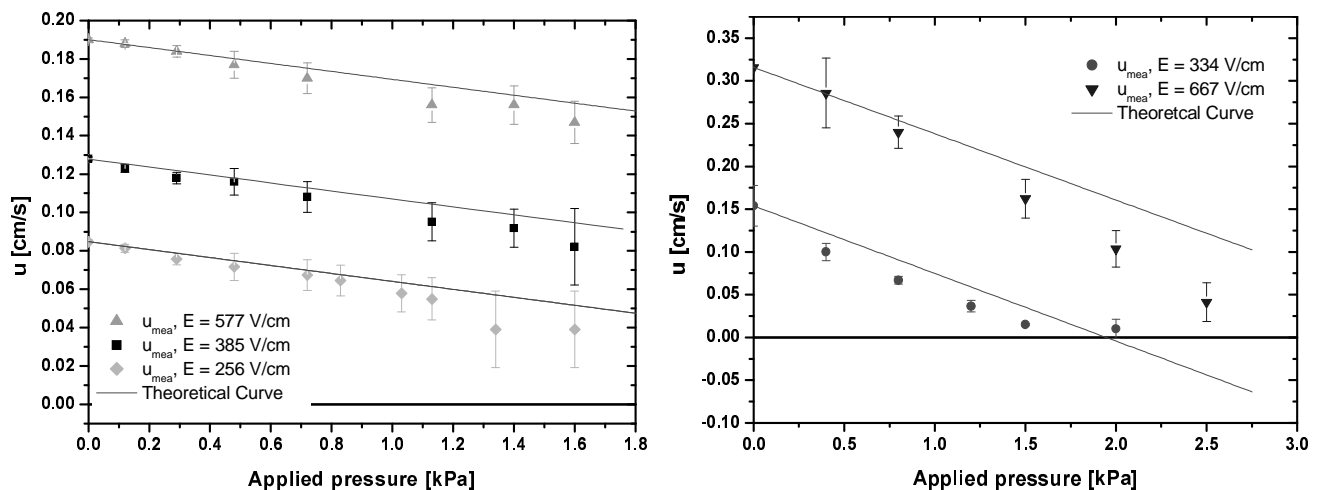 0.20
0.18
0.16
0.14
0.12
0.10
0.08
0.06
0.04
0.02
0.00
u [cm/s]
u_mea, E = 577 V/cm
u_mea, E = 385 V/cm
u_mea, E = 256 V/cm
Theoretical Curve
0.0 0.2 0.4 0.6 0.8 1.0 1.2 1.4 1.6 1.8
Applied pressure [kPa]
0.35
0.30
0.25
0.20
0.15
0.10
0.05
0.00
-0.05
-0.10
u [cm/s]
u_mea, E = 334 V/cm
u_mea, E = 667 V/cm
Theoretcal Curve
0.0 0.5 1.0 1.5 2.0 2.5 3.0
Applied pressure [kPa]